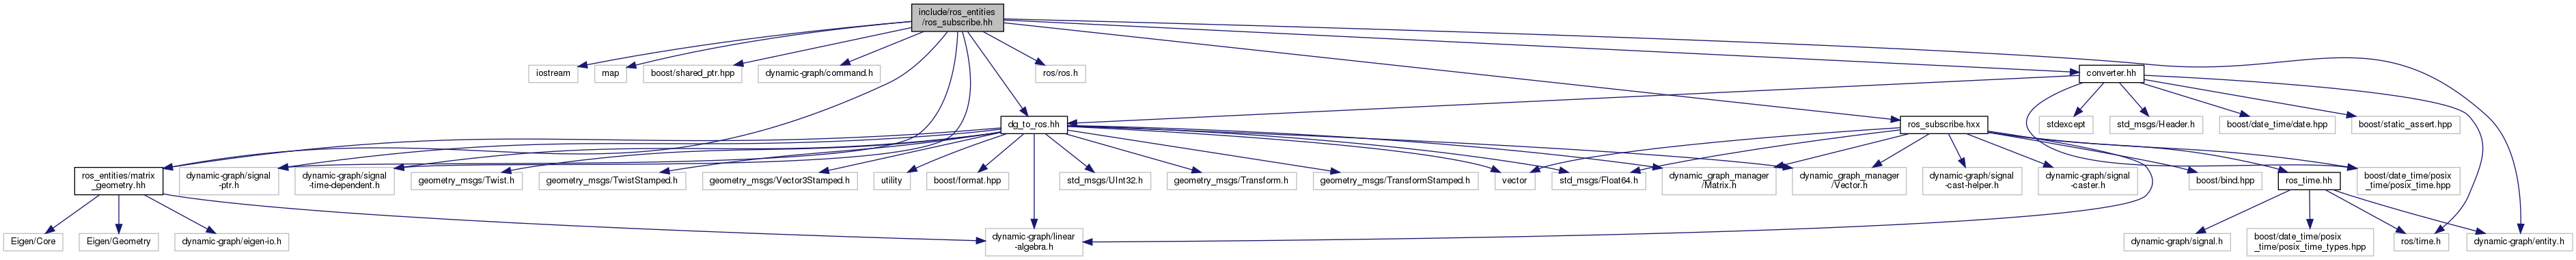 include/ros_entities
/ros_subscribe.hh
iostream
map
boost/shared_ptr.hpp
dynamic-graph/command.h
ros/ros.h
converter.hh
dg_to_ros.hh
ros_subscribe.hxx
stdexcept
std_msgs/Header.h
boost/date_time/date.hpp
boost/static_assert.hpp
ros_entities/matrix
_geometry.hh
dynamic-graph/signal
-ptr.h
dynamic-graph/signal
-time-dependent.h
geometry_msgs/Twist.h
geometry_msgs/TwistStamped.h
geometry_msgs/Vector3Stamped.h
utility
boost/format.hpp
std_msgs/UInt32.h
geometry_msgs/Transform.h
geometry_msgs/TransformStamped.h
vector
std_msgs/Float64.h
dynamic_graph_manager
/Matrix.h
dynamic_graph_manager
/Vector.h
dynamic-graph/signal
-cast-helper.h
dynamic-graph/signal
-caster.h
boost/bind.hpp
ros_time.hh
boost/date_time/posix
_time/posix_time.hpp
Eigen/Core
Eigen/Geometry
dynamic-graph/eigen-io.h
dynamic-graph/linear
-algebra.h
dynamic-graph/signal.h
boost/date_time/posix
_time/posix_time_types.hpp
ros/time.h
dynamic-graph/entity.h